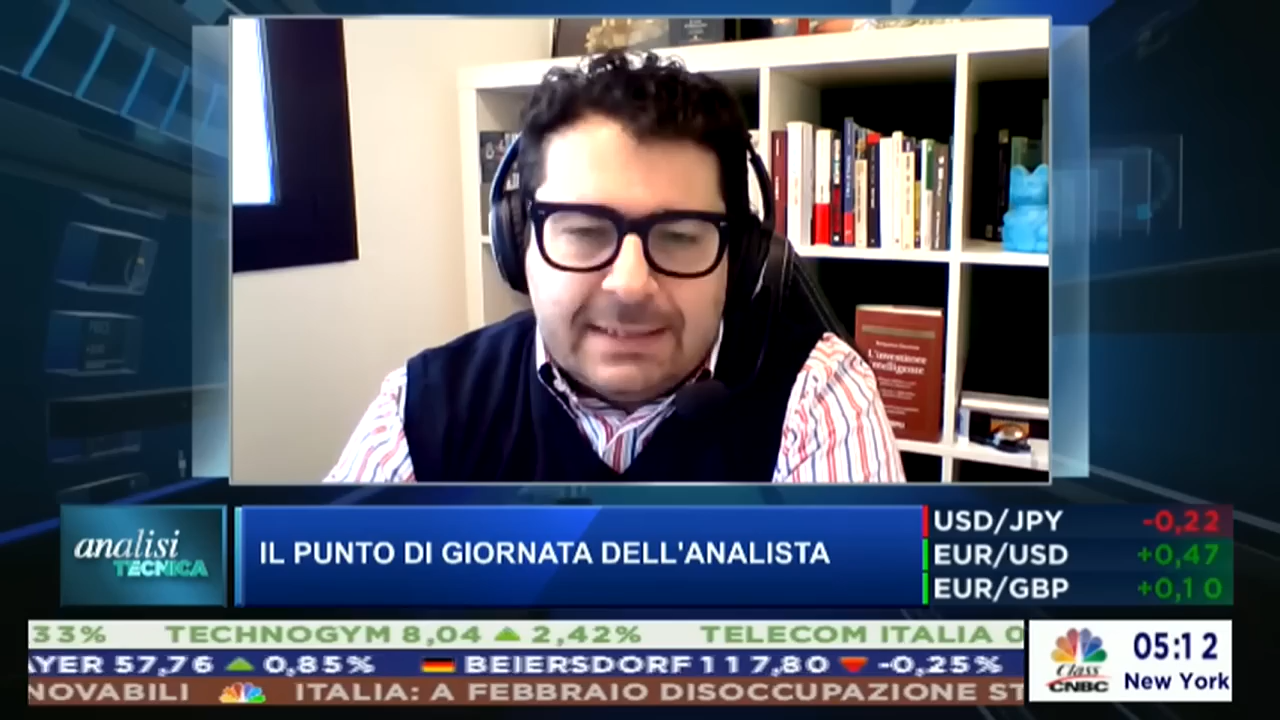 L'investitore
intelligente
analisi
TECNICA
IL PUNTO DI GIORNATA DELL'ANALISTA
USD/JPY -0,22
EUR/USD +0,47
EUR/GBP +0,10
33% TECHNOGYM 8,04 2,42% TELECOM ITALIA 0
AYER 57,76 0,85% BEIERSDORF 117,80 -0,25%
NOVABILI ITALIA: A FEBBRAIO DISOCCUPAZIONE ST
Class
CNBC
05:12
New York